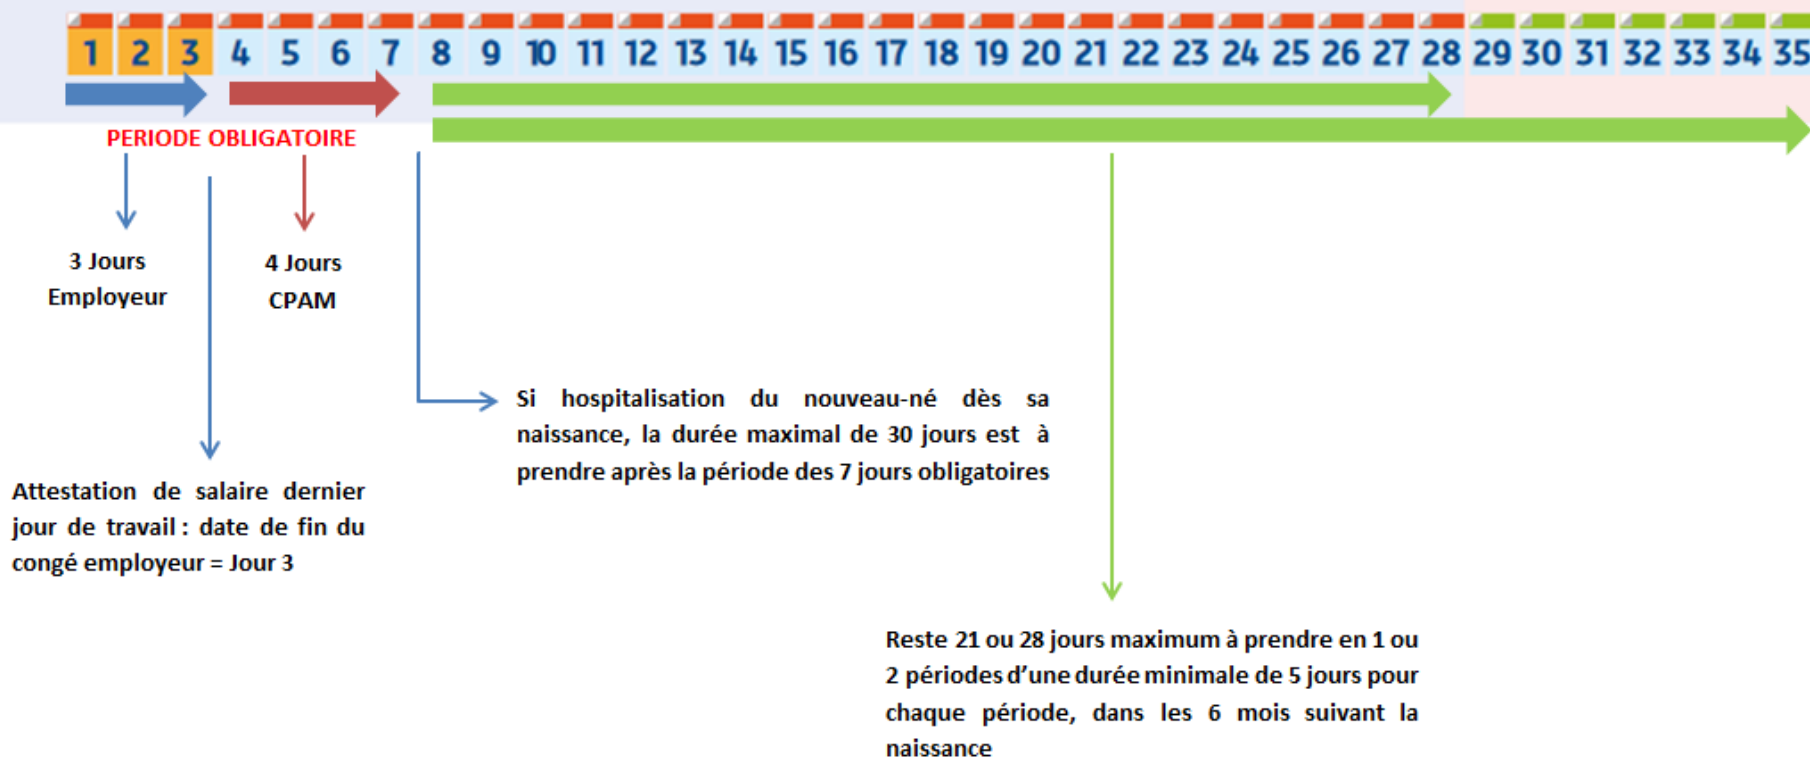 1 2 3 4 5 6 7 8 9 10 11 12 13 14 15 16 17 18 19 20 21 22 23 24 25 26 27 28 29 30 31 32 33 34 35
PERIODE OBLIGATOIRE
3 Jours
Employeur
4 Jours
CPAM
Si hospitalisation du nouveau-né dès sa
naissance, la durée maximal de 30 jours est à
prendre après la période des 7 jours obligatoires
Attestation de salaire dernier
jour de travail : date de fin du
congé employeur = Jour 3
Reste 21 ou 28 jours maximum à prendre en 1 ou
2 périodes d'une durée minimale de 5 jours pour
chaque période, dans les 6 mois suivant la
naissance